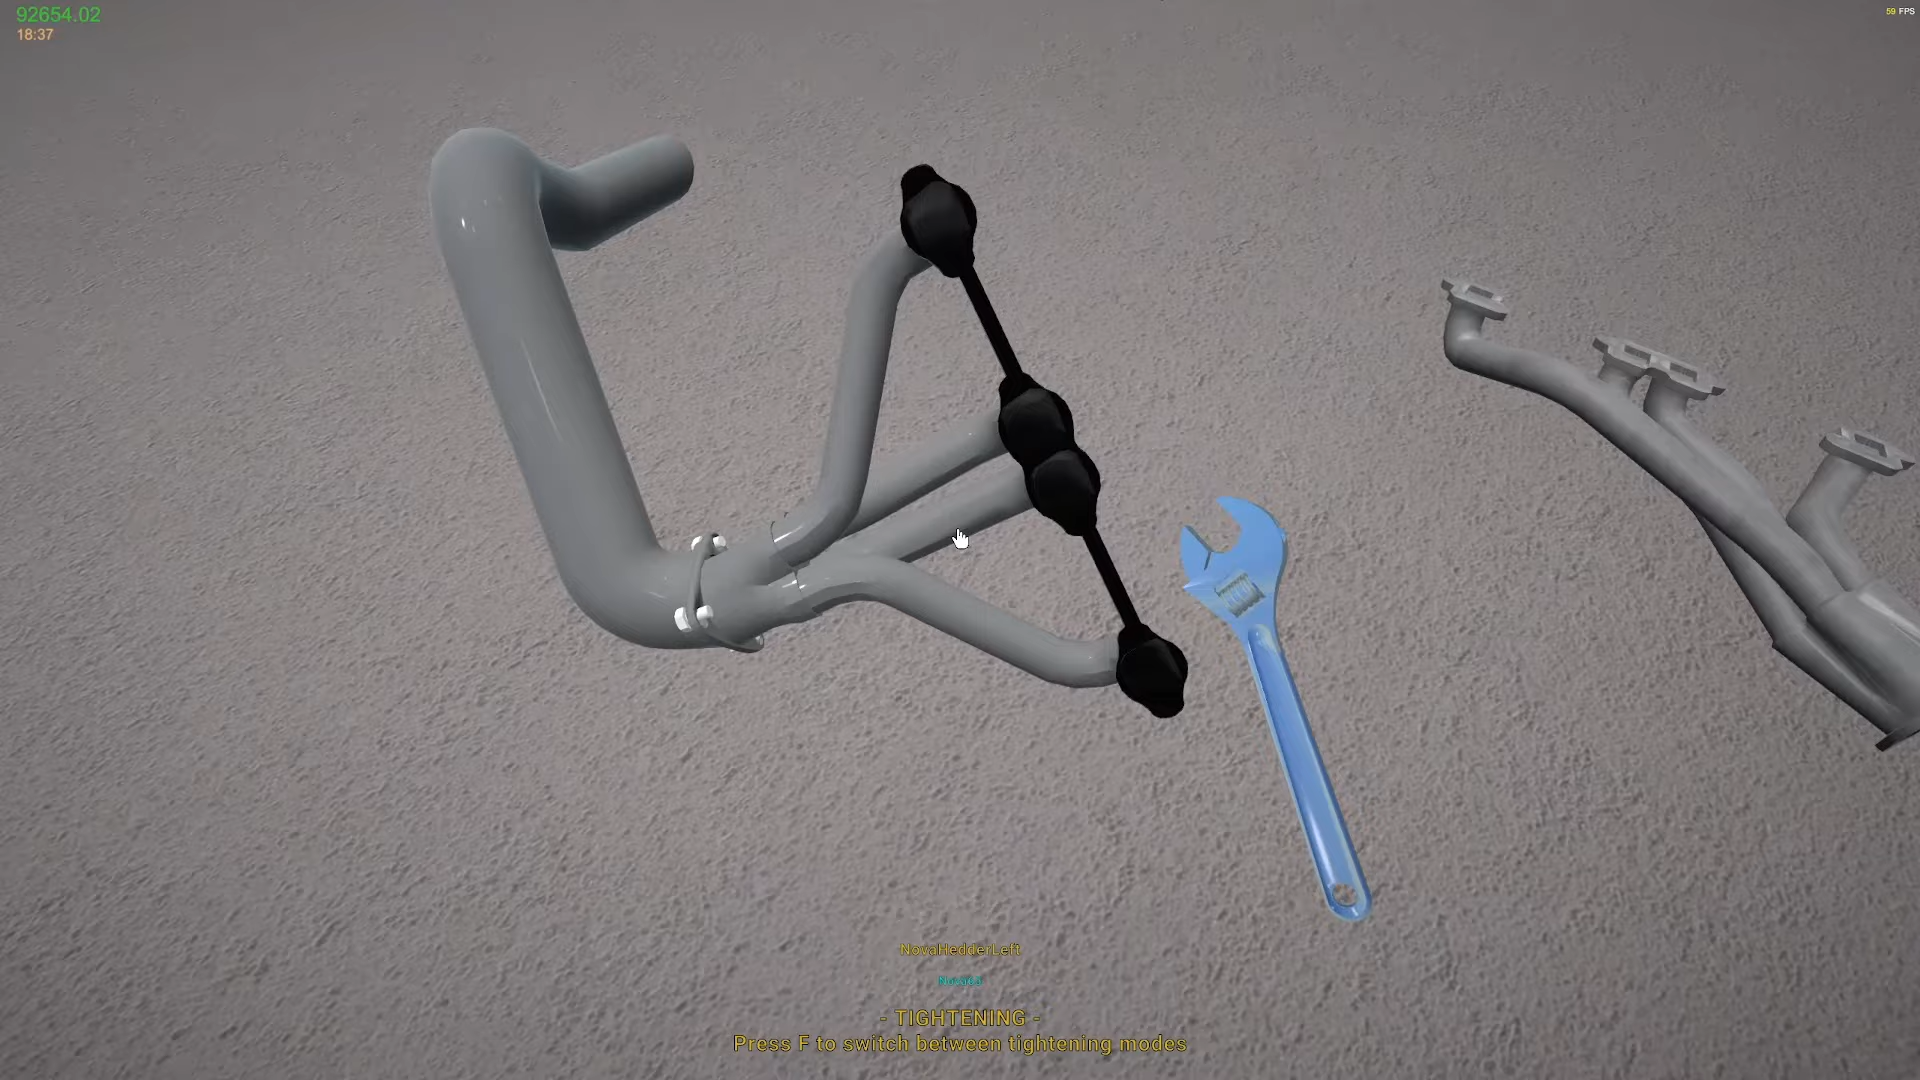 92654.02
18:37
59 FPS
NovaHedderLeft
- TIGHTENING -
Press F to switch between tightening modes